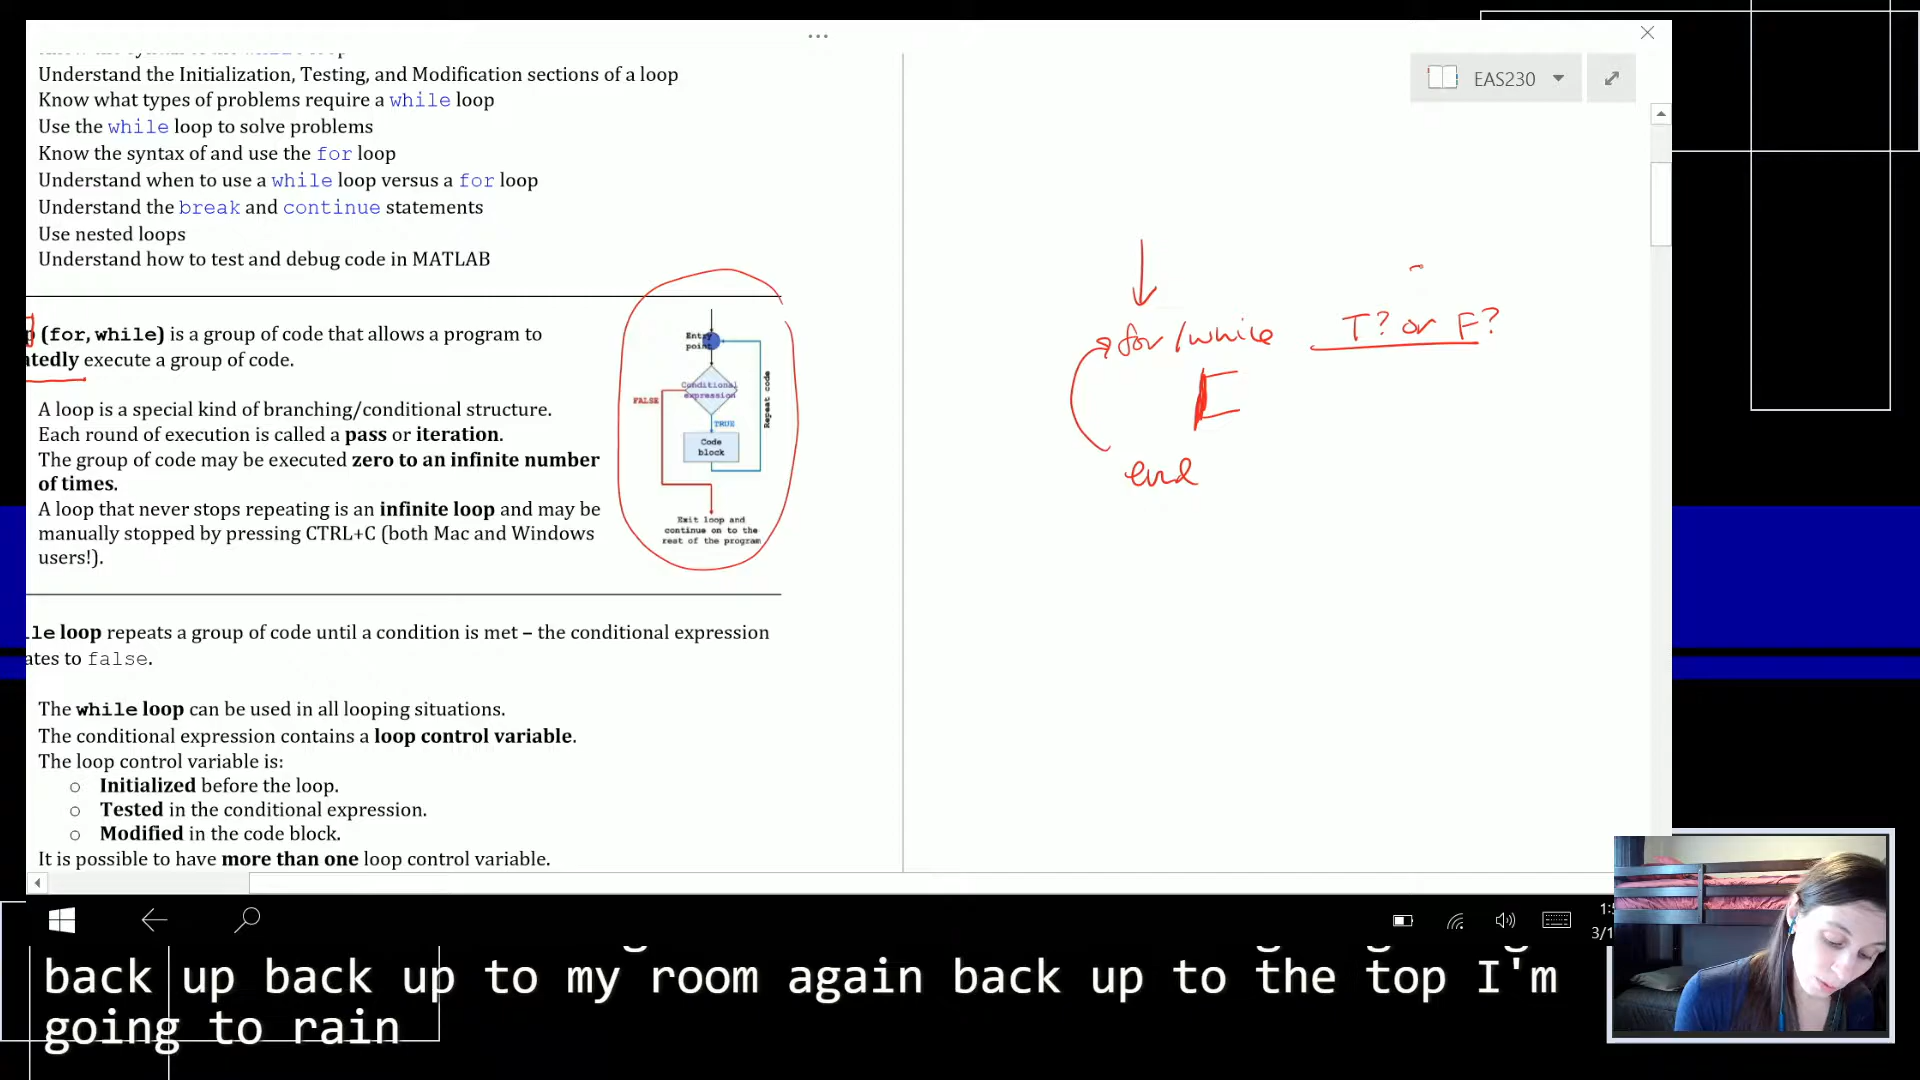 Understand the Initialization, Testing, and Modification sections of a loop
Know what types of problems require a while loop
Use the while loop to solve problems
Know the syntax of and use the for loop
Understand when to use a while loop versus a for loop
Understand the break and continue statements
Use nested loops
Understand how to test and debug code in MATLAB
(for, while) is a group of code that allows a program to
atedly execute a group of code.
A loop is a special kind of branching/conditional structure.
Each round of execution is called a pass or iteration.
The group of code may be executed zero to an infinite number
of times.
A loop that never stops repeating is an infinite loop and may be
manually stopped by pressing CTRL+C (both Mac and Windows
users!).
Entry
point
Conditional
expression
FALSE
TRUE
Code
block
Repeat code
Exit loop and
continue on to the
rest of the program
le loop repeats a group of code until a condition is met – the conditional expression
ates to false.
The while loop can be used in all looping situations.
The conditional expression contains a loop control variable.
The loop control variable is:
o Initialized before the loop.
o Tested in the conditional expression.
o Modified in the code block.
It is possible to have more than one loop control variable.
EAS230
for/while T? or F?
end
back up back up to my room again back up to the top I'm
going to rain